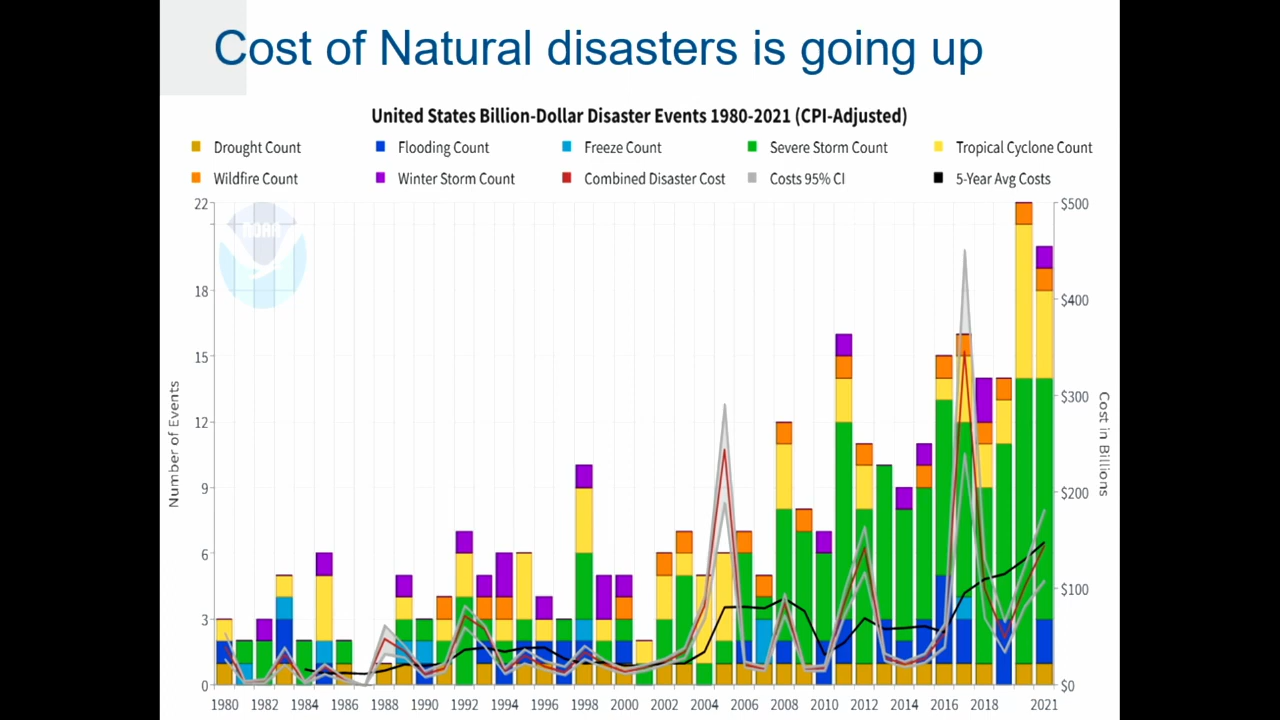 Cost of Natural disasters is going up
United States Billion-Dollar Disaster Events 1980-2021 (CPI-Adjusted)
Drought Count Flooding Count Freeze Count Severe Storm Count Tropical Cyclone Count
Wildfire Count Winter Storm Count Combined Disaster Cost Costs 95% CI 5-Year Avg Costs
22 $500
NOAA
18 $400
15
$300
12
Number of Events
Cost in Billions
9 $200
6
$100
3
0 $0
1980 1982 1984 1986 1988 1990 1992 1994 1996 1998 2000 2002 2004 2006 2008 2010 2012 2014 2016 2018 2021